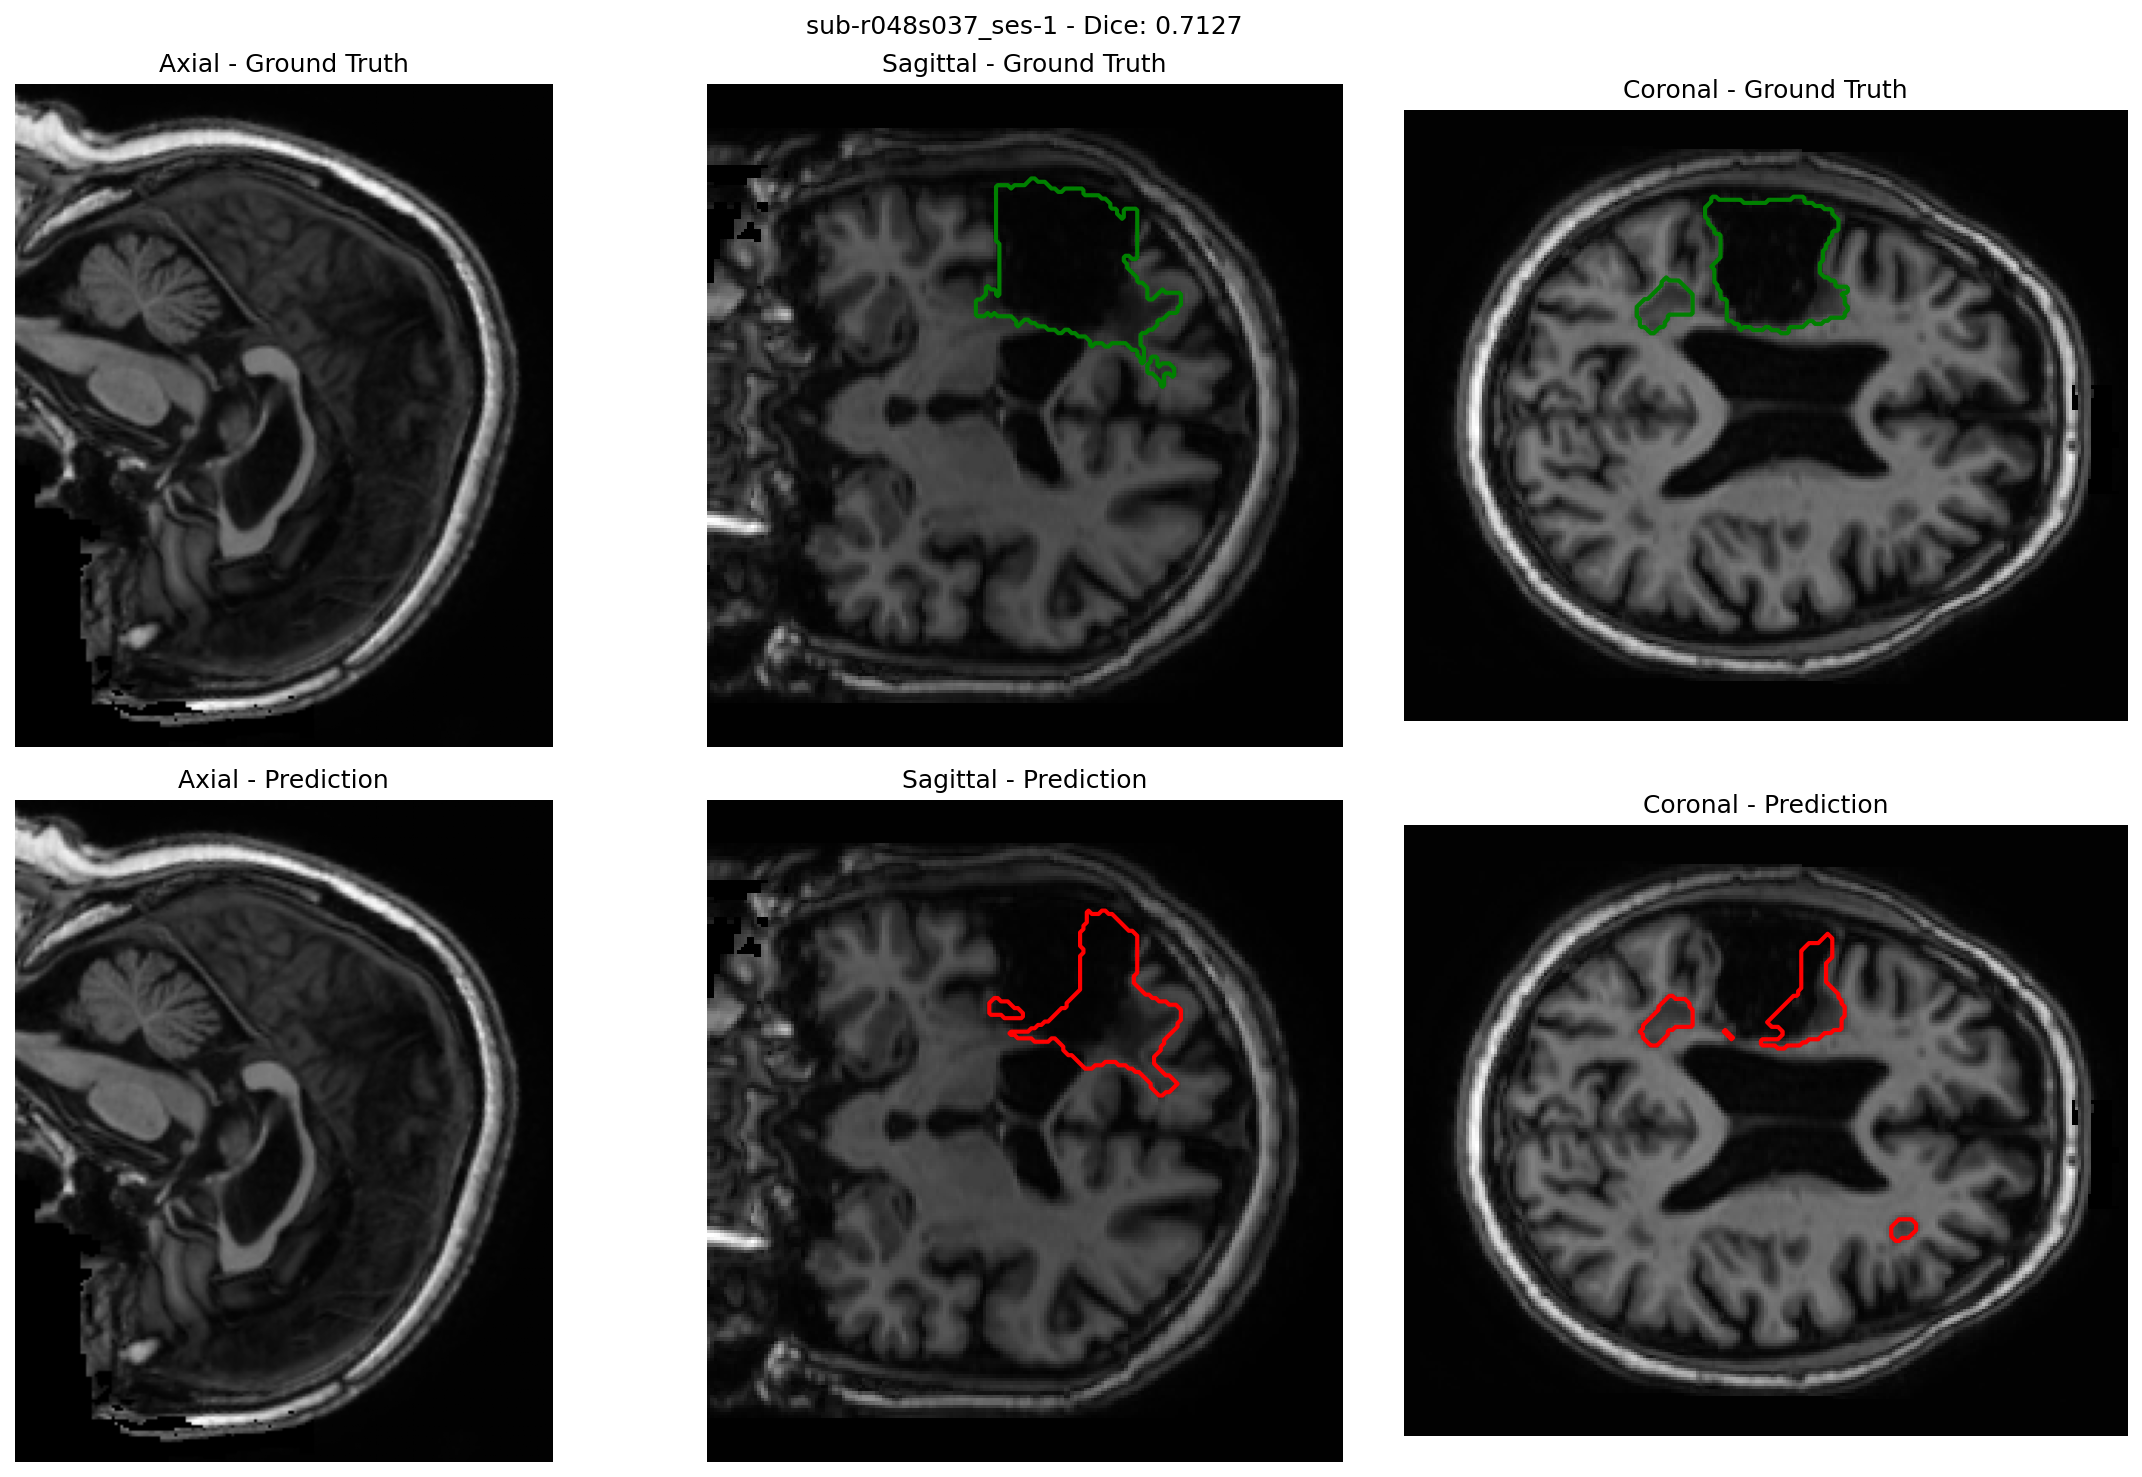 sub-r048s037_ses-1 - Dice: 0.7127
Axial - Ground Truth
Sagittal - Ground Truth
Coronal - Ground Truth
Axial - Prediction
Sagittal - Prediction
Coronal - Prediction